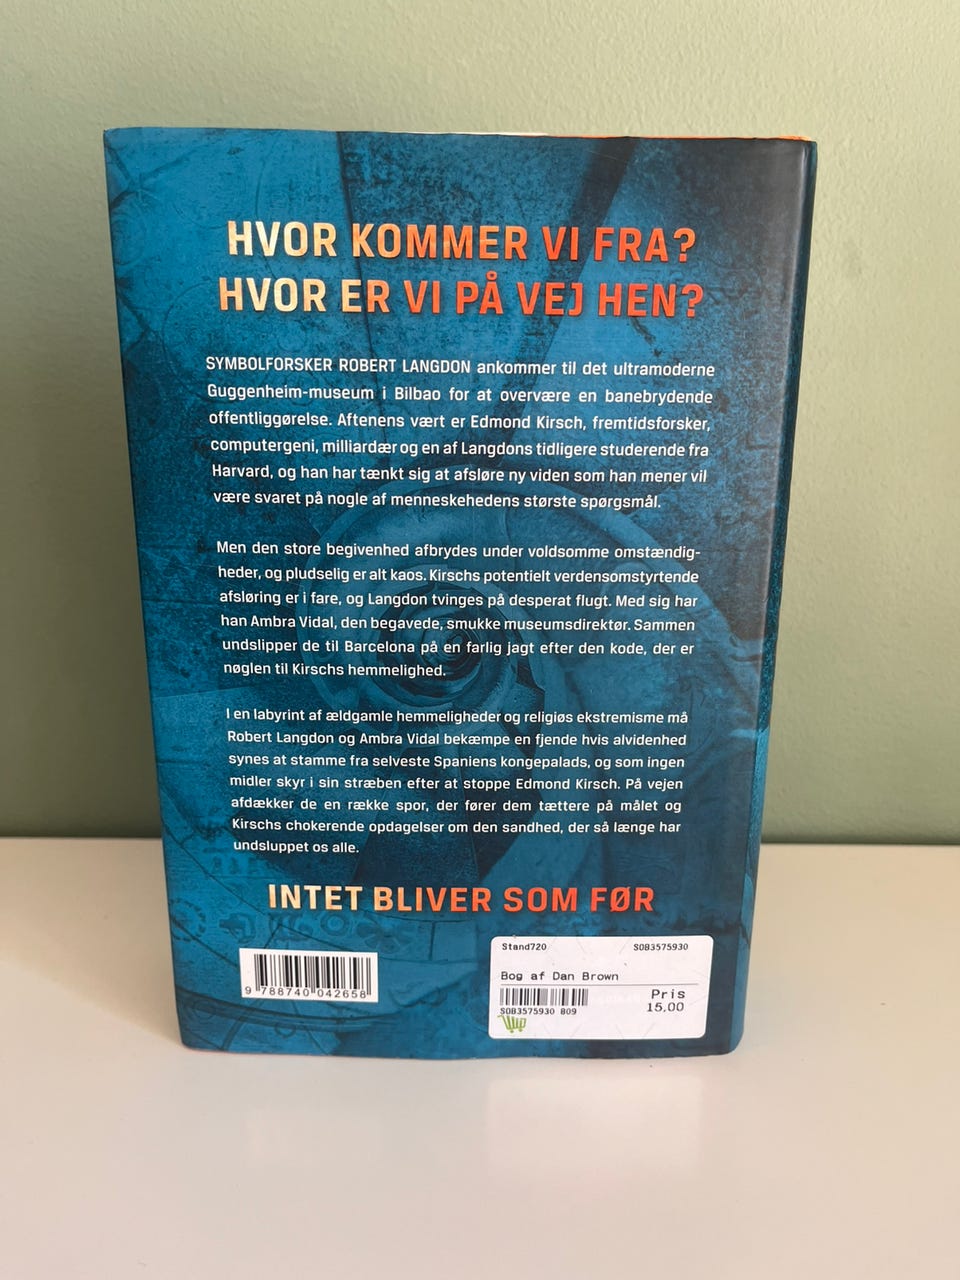 HVOR KOMMER VI FRA?
HVOR ER VI PÅ VEJ HEN?
SYMBOLFORSKER ROBERT LANGDON ankommer til det ultramoderne
Guggenheim-museum i Bilbao for at overvære en banebrydende
offentliggørelse. Aftenens vært er Edmond Kirsch, fremtidsforsker,
computergeni, milliardær og en af Langdons tidligere studerende fra
Harvard, og han har tænkt sig at afsløre ny viden som han mener vil
være svaret på nogle af menneskehedens største spørgsmål.
Men den store begivenhed afbrydes under voldsomme omstændig-
heder, og pludselig er alt kaos. Kirschs potentielt verdensomstyrtende
afsløring er i fare, og Langdon tvinges på desperat flugt. Med sig har
han Ambra Vidal, den begavede, smukke museumsdirektør. Sammen
undslipper de til Barcelona på en farlig jagt efter den kode, der er
nøglen til Kirschs hemmelighed.
I en labyrint af ældgamle hemmeligheder og religiøs ekstremisme må
Robert Langdon og Ambra Vidal bekæmpe en fjende hvis alvidenhed
synes at stamme fra selveste Spaniens kongepalads, og som ingen
midler skyr i sin stræben efter at stoppe Edmond Kirsch. På vejen
afdækker de en række spor, der fører dem tættere på målet og
Kirschs chokerende opdagelser om den sandhed, der så længe har
undsluppet os alle.
INTET BLIVER SOM FØR
9 788740 042658
Stand720 SOB3575930
Bog af Dan Brown
Pris
15,00
SOB3575930 809